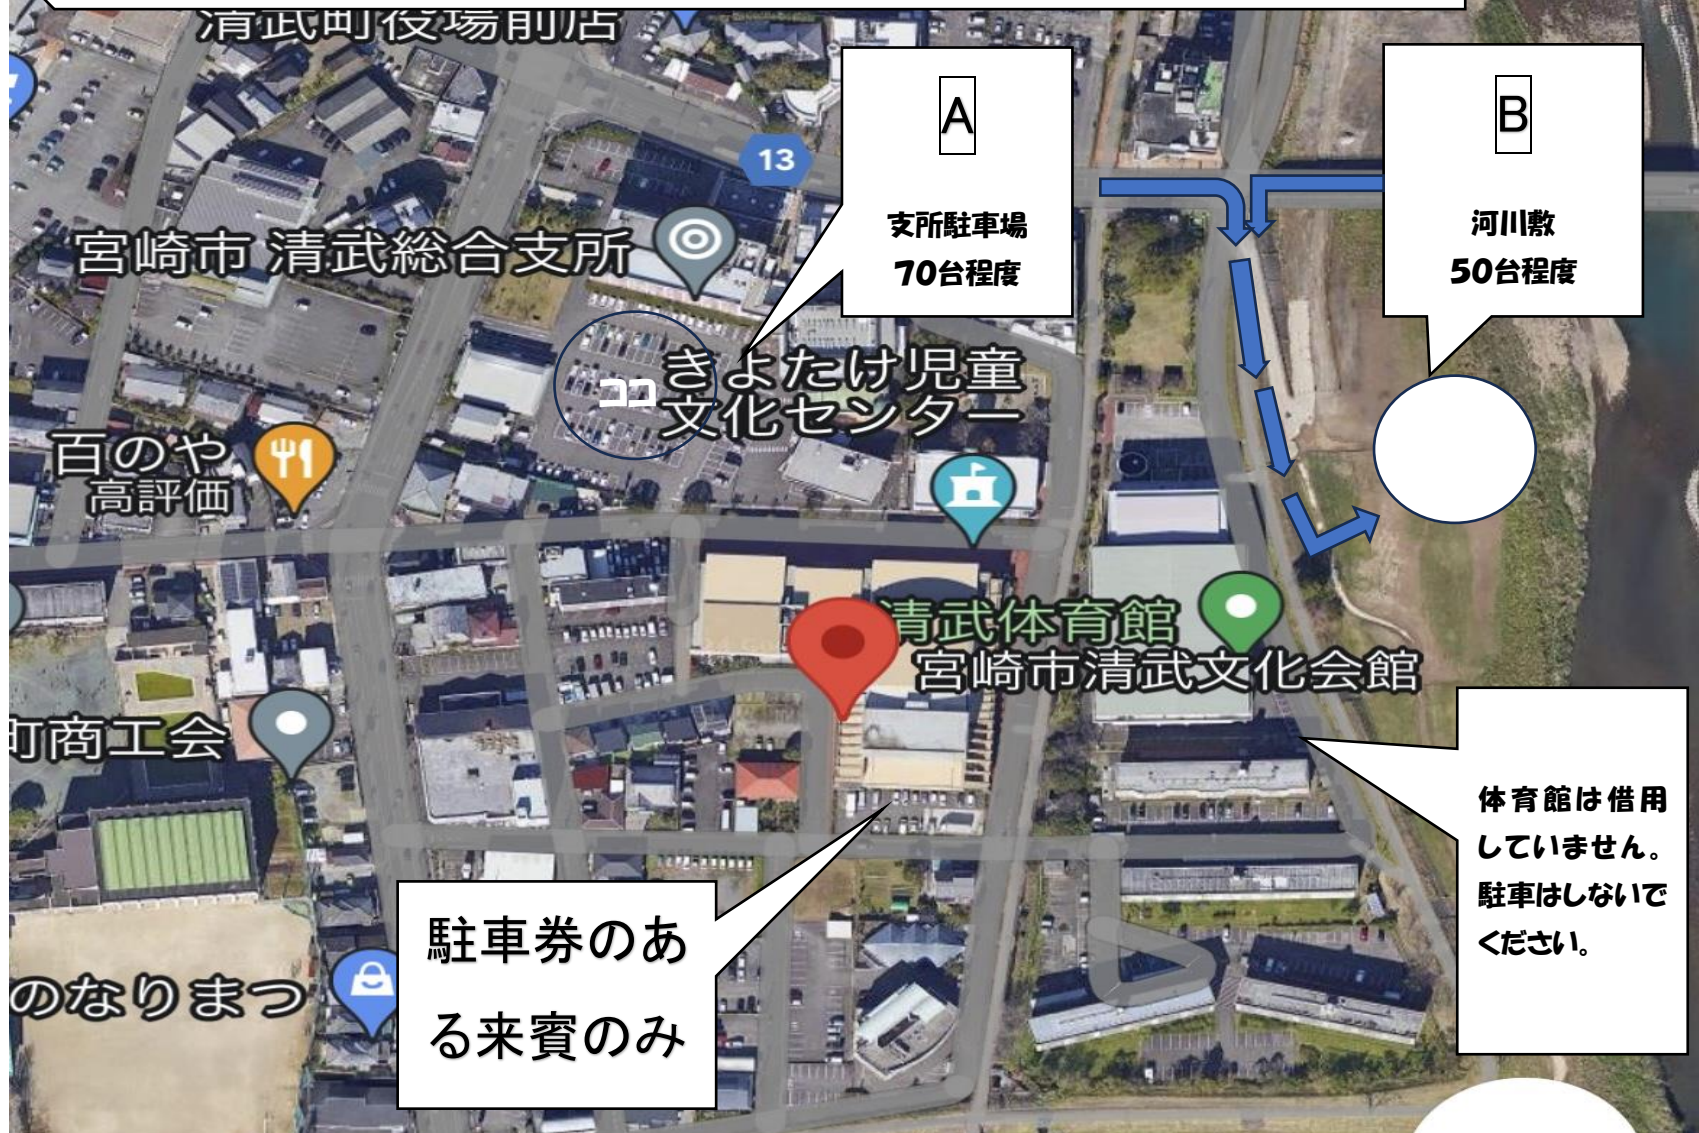 清武町役場前店
A
支所駐車場
70台程度
B
河川敷
50台程度
13
宮崎市 清武総合支所
ココ
きよたけ児童
文化センター
百のや
高評価
清武体育館
宮崎市清武文化会館
町商工会
体育館は借用
していません。
駐車はしないで
ください。
駐車券のあ
る来賓のみ
のなりまつ